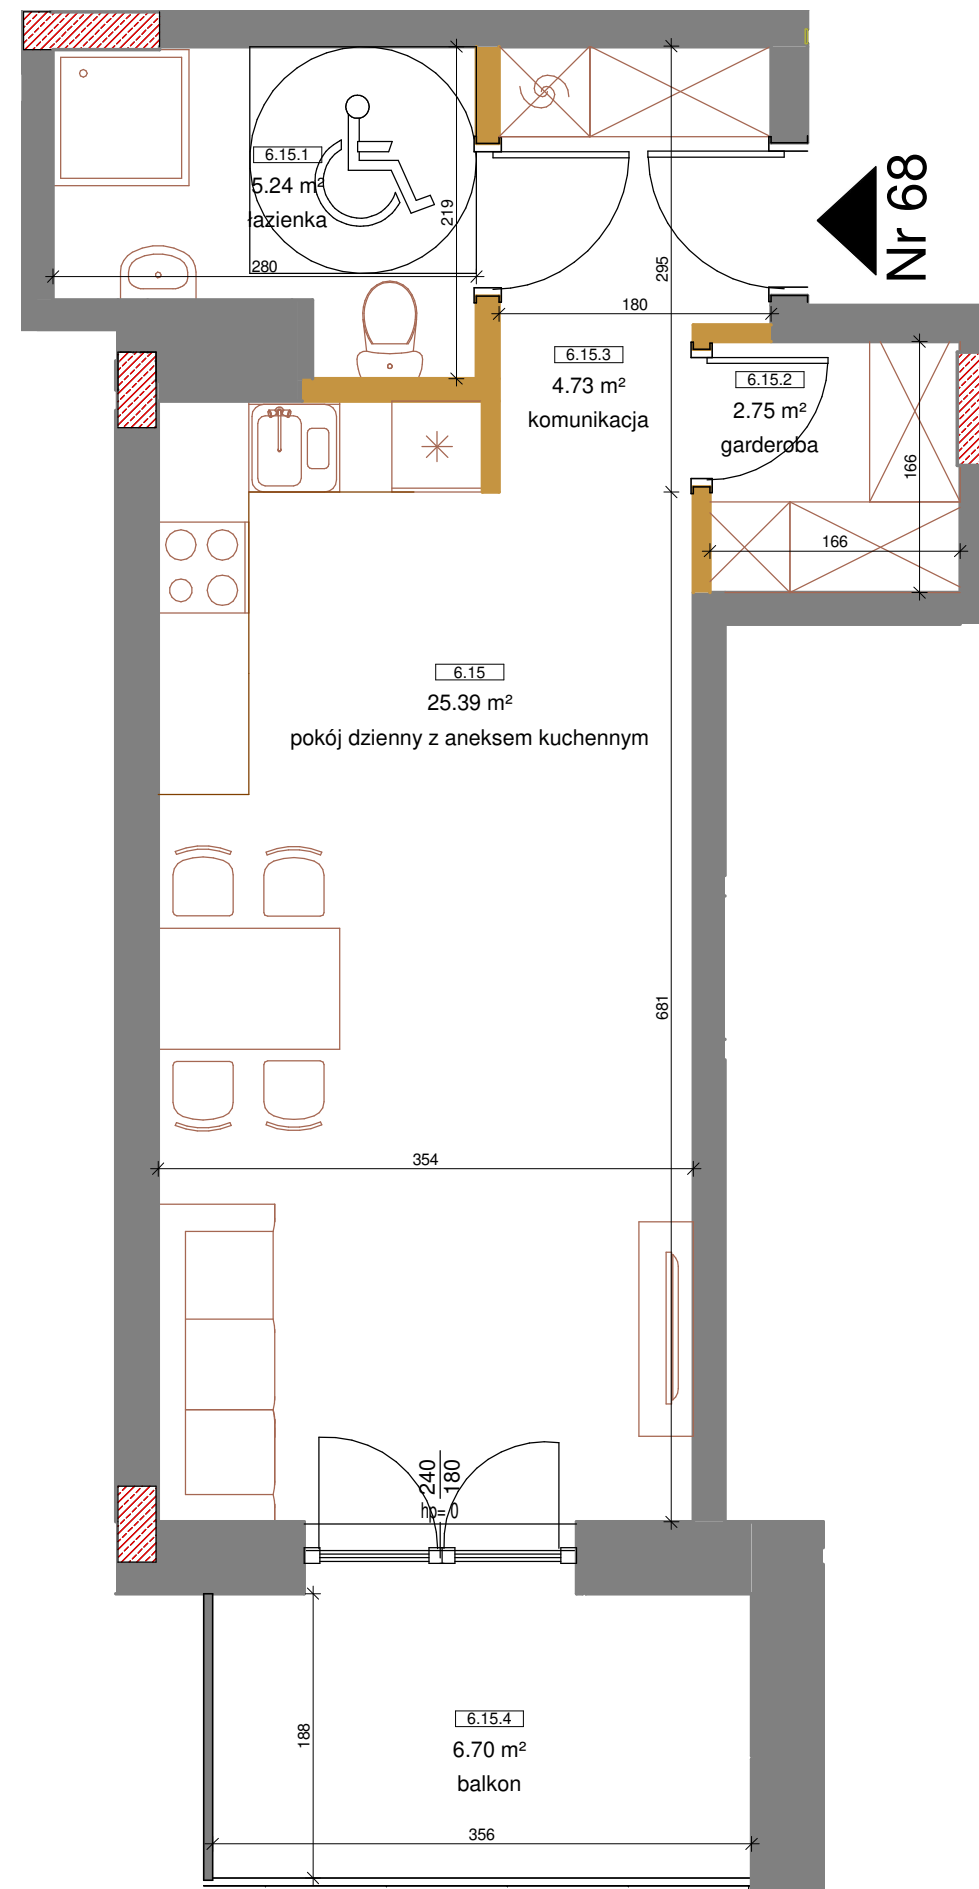 6.15.1
5.24 m²
łazienka
219
280
295
180
Nr 68
6.15.3
4.73 m²
komunikacja
6.15.2
2.75 m²
garderoba
166
166
6.15
25.39 m²
pokój dzienny z aneksem kuchennym
681
354
240
180
hp= 0
6.15.4
6.70 m²
balkon
188
356